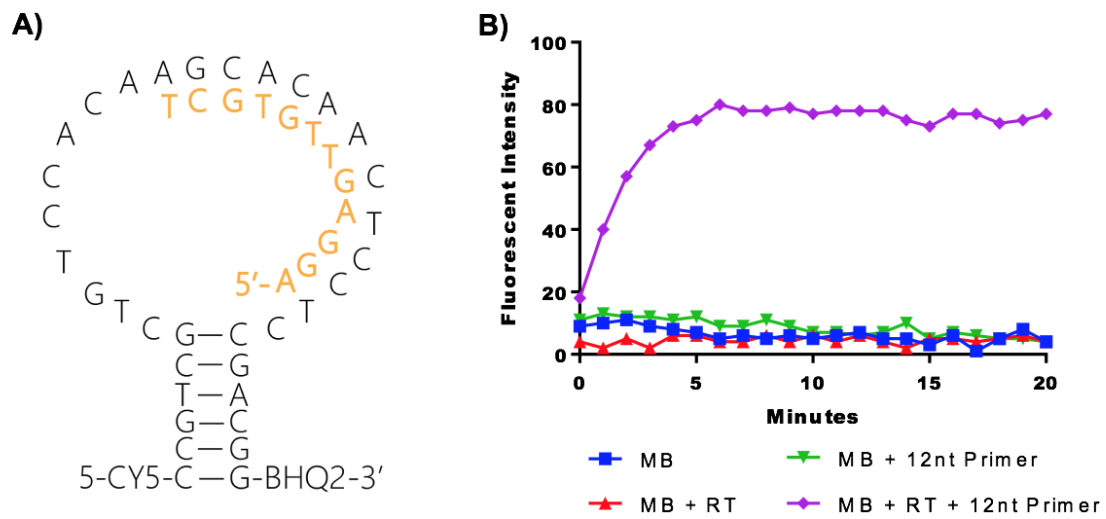 A)
A A G C A C A A C T C C T C
C A C C T G T C
T C G T G T T G A G G A -5'
G – C
C – G
T – A
G – C
C – G
5-CY5-C – G-BHQ2-3'
B)
Fluorescent Intensity
100
80
60
40
20
0
0 5 10 15 20
Minutes
MB
MB + 12nt Primer
MB + RT
MB + RT + 12nt Primer